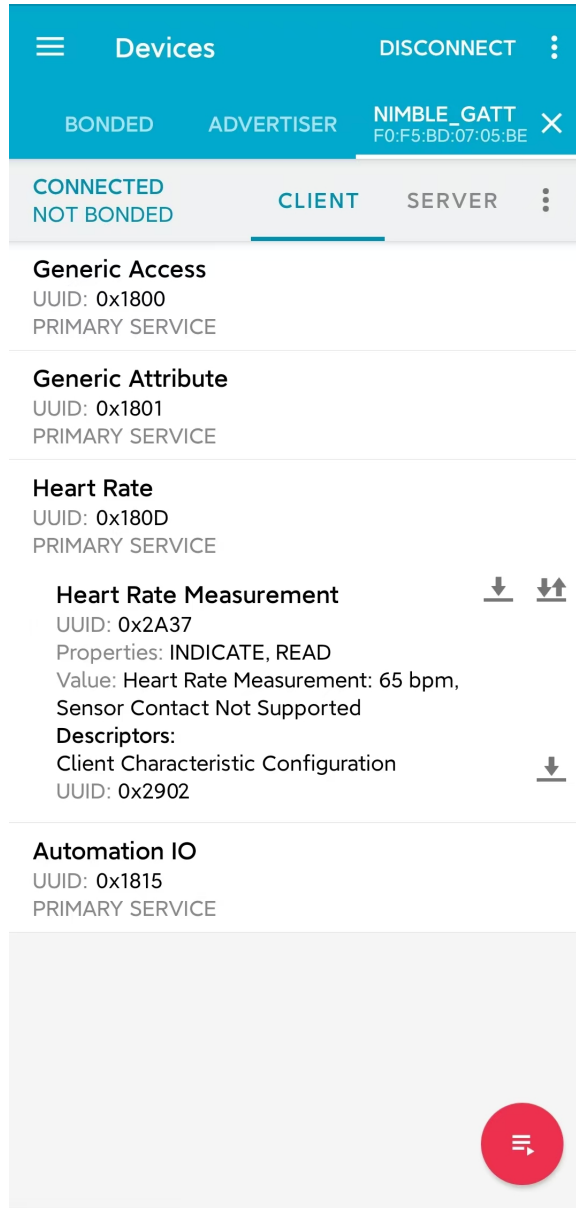 Devices
DISCONNECT
BONDED
ADVERTISER
NIMBLE_GATT
F0:F5:BD:07:05:BE
CONNECTED
NOT BONDED
CLIENT
SERVER
Generic Access
UUID: 0x1800
PRIMARY SERVICE
Generic Attribute
UUID: 0x1801
PRIMARY SERVICE
Heart Rate
UUID: 0x180D
PRIMARY SERVICE
Heart Rate Measurement
UUID: 0x2A37
Properties: INDICATE, READ
Value: Heart Rate Measurement: 65 bpm,
Sensor Contact Not Supported
Descriptors:
Client Characteristic Configuration
UUID: 0x2902
Automation IO
UUID: 0x1815
PRIMARY SERVICE